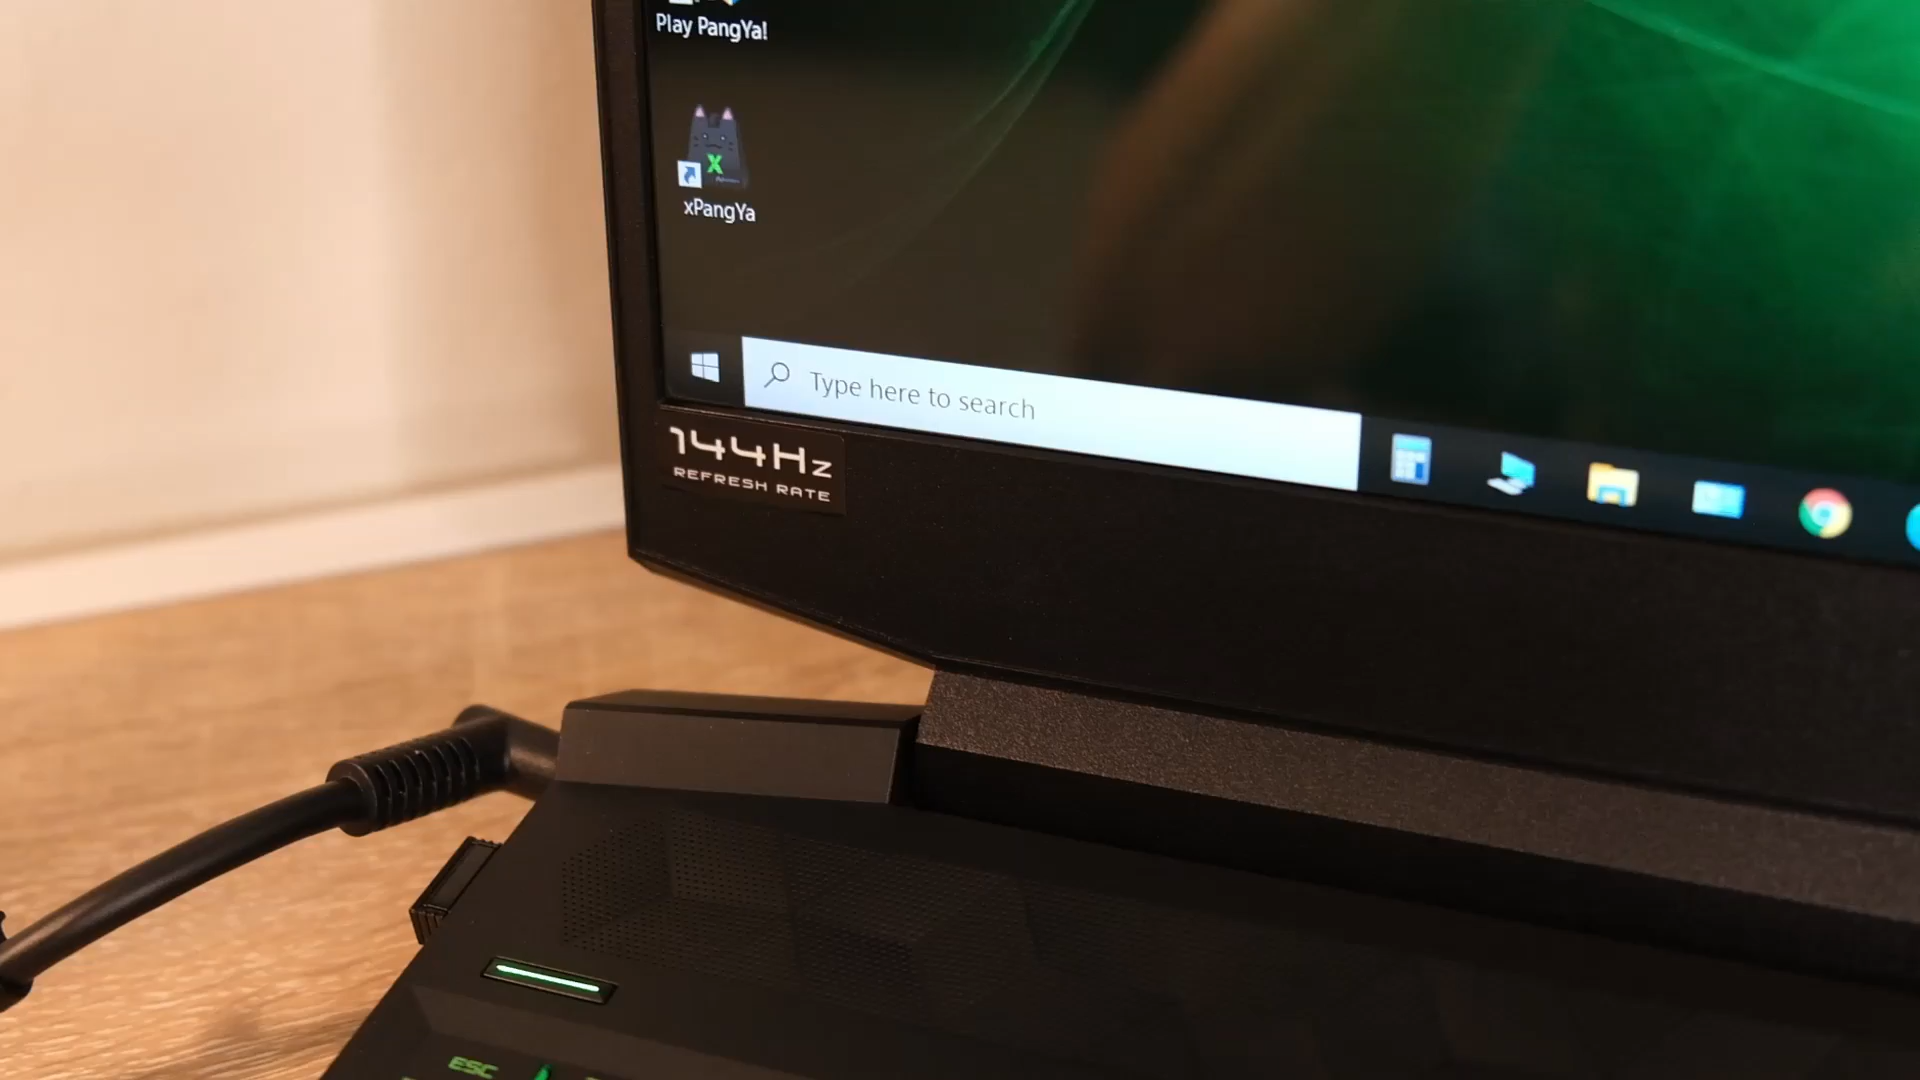 Play PangYa!
X
xPangYa
Type here to search
144Hz
REFRESH RATE
ESC